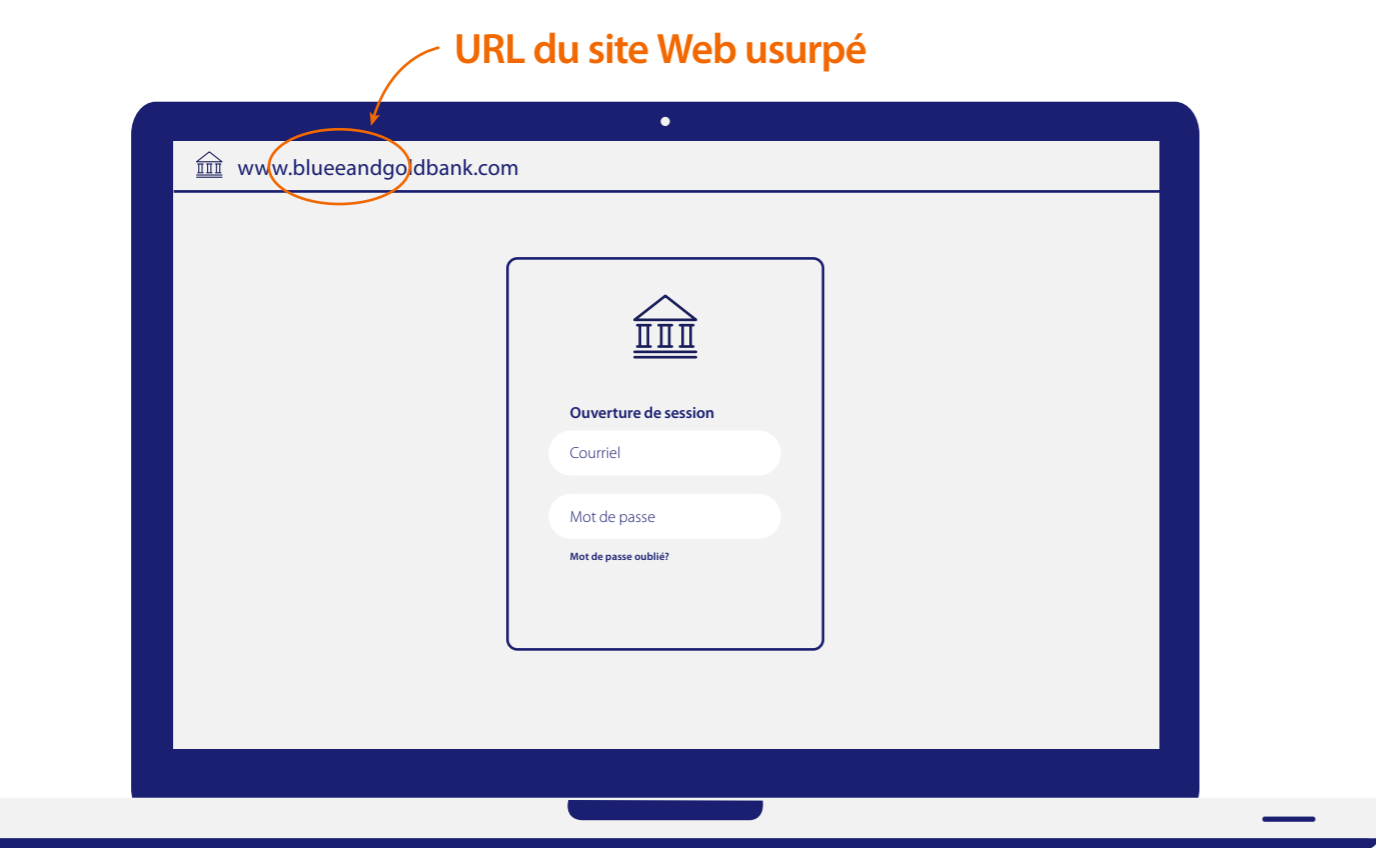 URL du site Web usurpé
www.blueeandgoldbank.com
Ouverture de session
Courriel
Mot de passe
Mot de passe oublié?